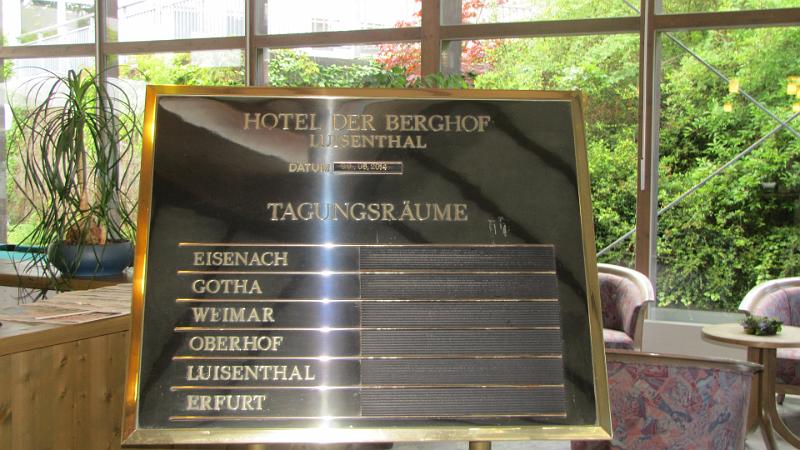 HOTEL DER BERGHOF
LUISENTHAL
DATUM
TAGUNGSRÄUME
EISENACH
GOTHA
WEIMAR
OBERHOF
LUISENTHAL
ERFURT